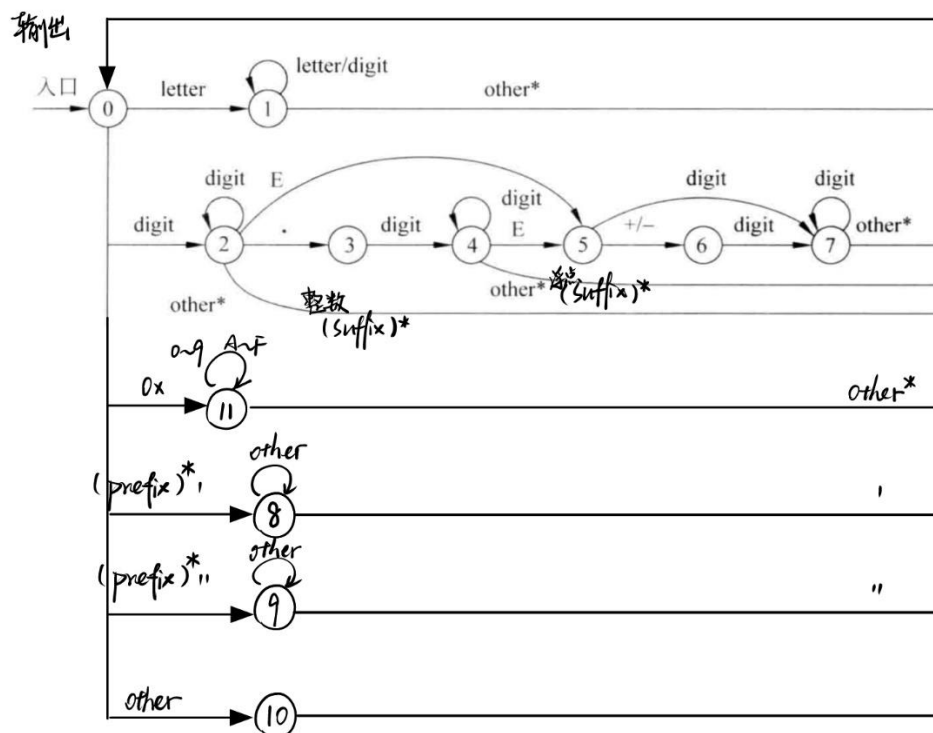 输出
letter/digit
入口 0 letter 1 other*
digit E digit digit digit
digit 2 . 3 digit 4 E 5 +/− 6 digit 7 other*
other* 整数 other* 浮点
(suffix)* (suffix)*
0~9 A~F
0x 11 other*
other
(prefix)*' 8 '
other
(prefix)*" 9 "
other 10